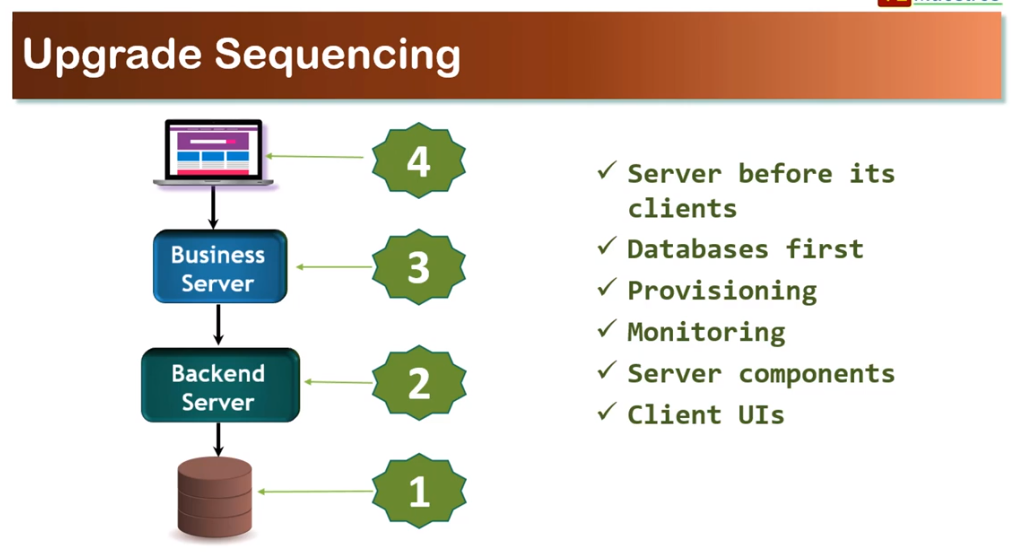 Upgrade Sequencing
4
Business
Server
3
Backend
Server
2
1
✓ Server before its
clients
✓ Databases first
✓ Provisioning
✓ Monitoring
✓ Server components
✓ Client UIs